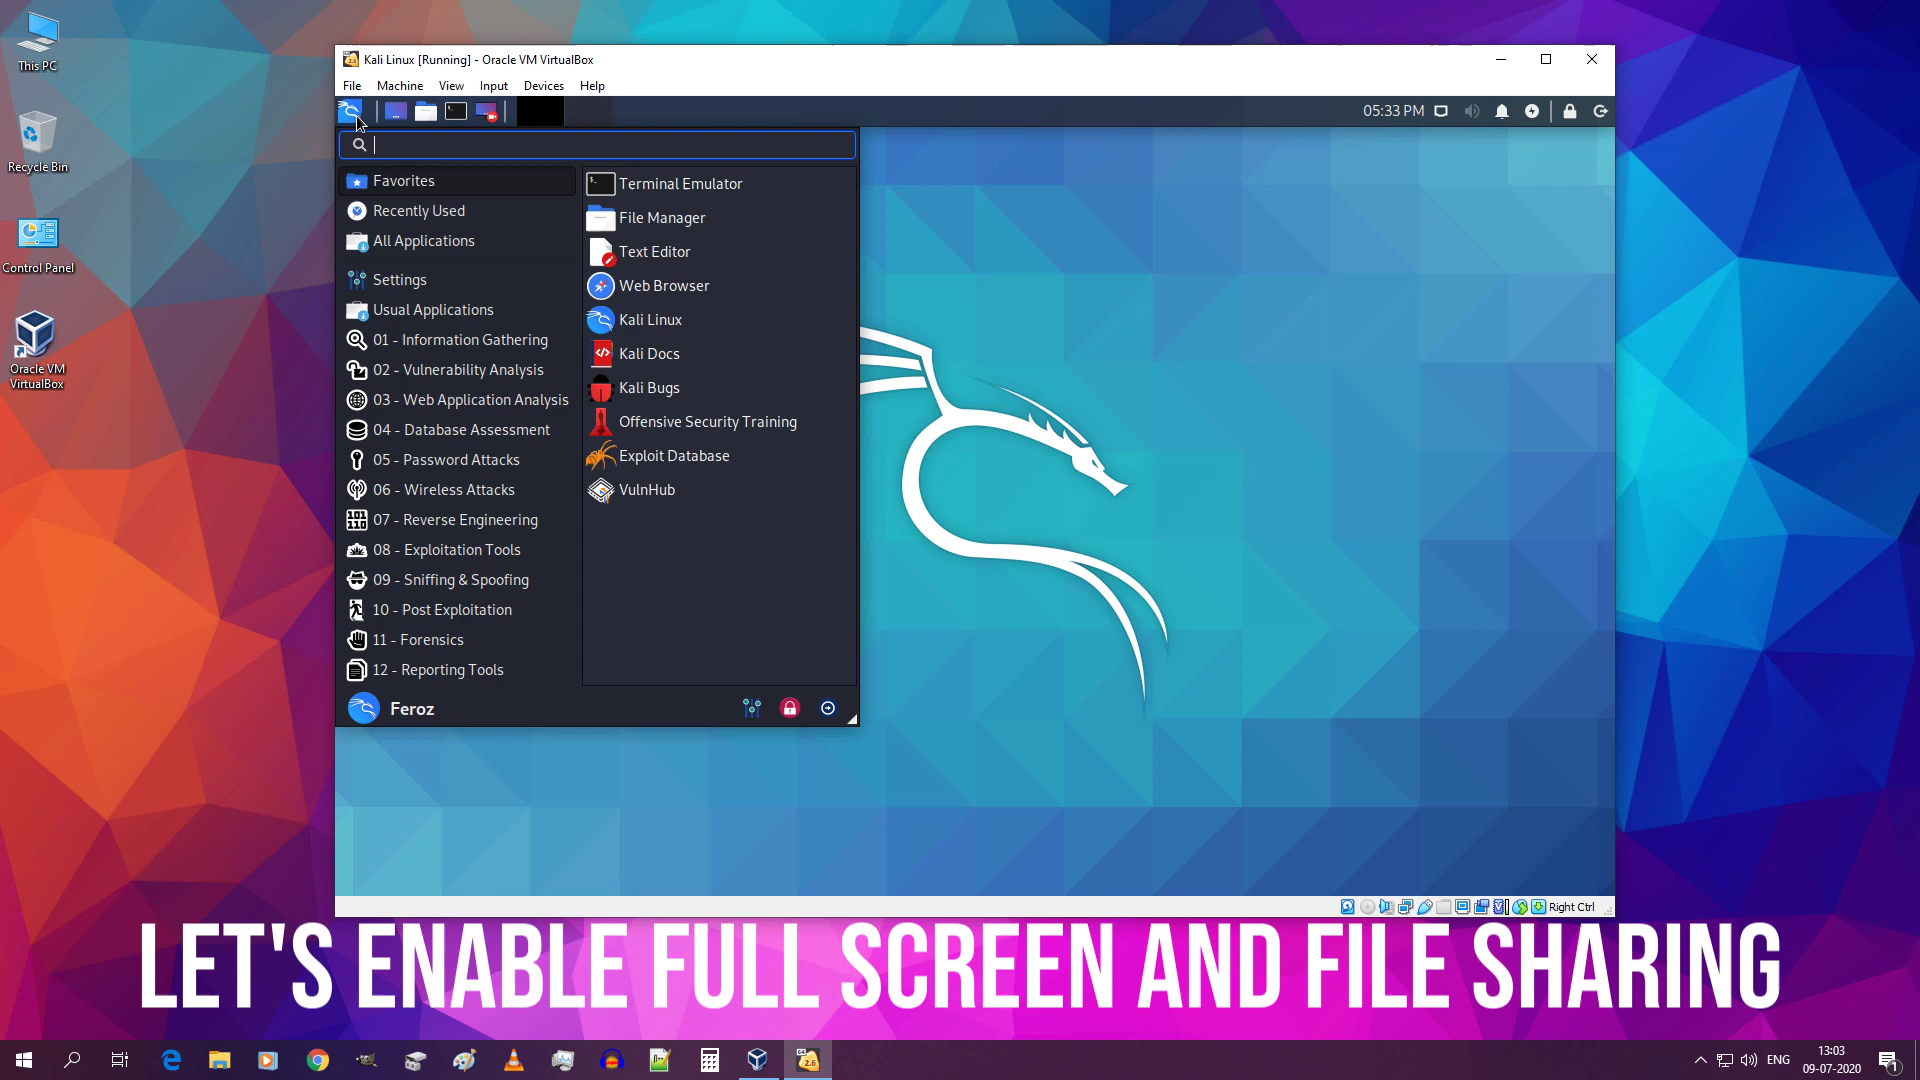 This PC
Recycle Bin
Control Panel
Oracle VM
VirtualBox
Kali Linux [Running] - Oracle VM VirtualBox
File Machine View Input Devices Help
05:33 PM
Favorites
Recently Used
All Applications
Settings
Usual Applications
01 - Information Gathering
02 - Vulnerability Analysis
03 - Web Application Analysis
04 - Database Assessment
05 - Password Attacks
06 - Wireless Attacks
07 - Reverse Engineering
08 - Exploitation Tools
09 - Sniffing & Spoofing
10 - Post Exploitation
11 - Forensics
12 - Reporting Tools
Terminal Emulator
File Manager
Text Editor
Web Browser
Kali Linux
Kali Docs
Kali Bugs
Offensive Security Training
Exploit Database
VulnHub
Feroz
Right Ctrl
LET'S ENABLE FULL SCREEN AND FILE SHARING
ENG
13:03
09-07-2020
1